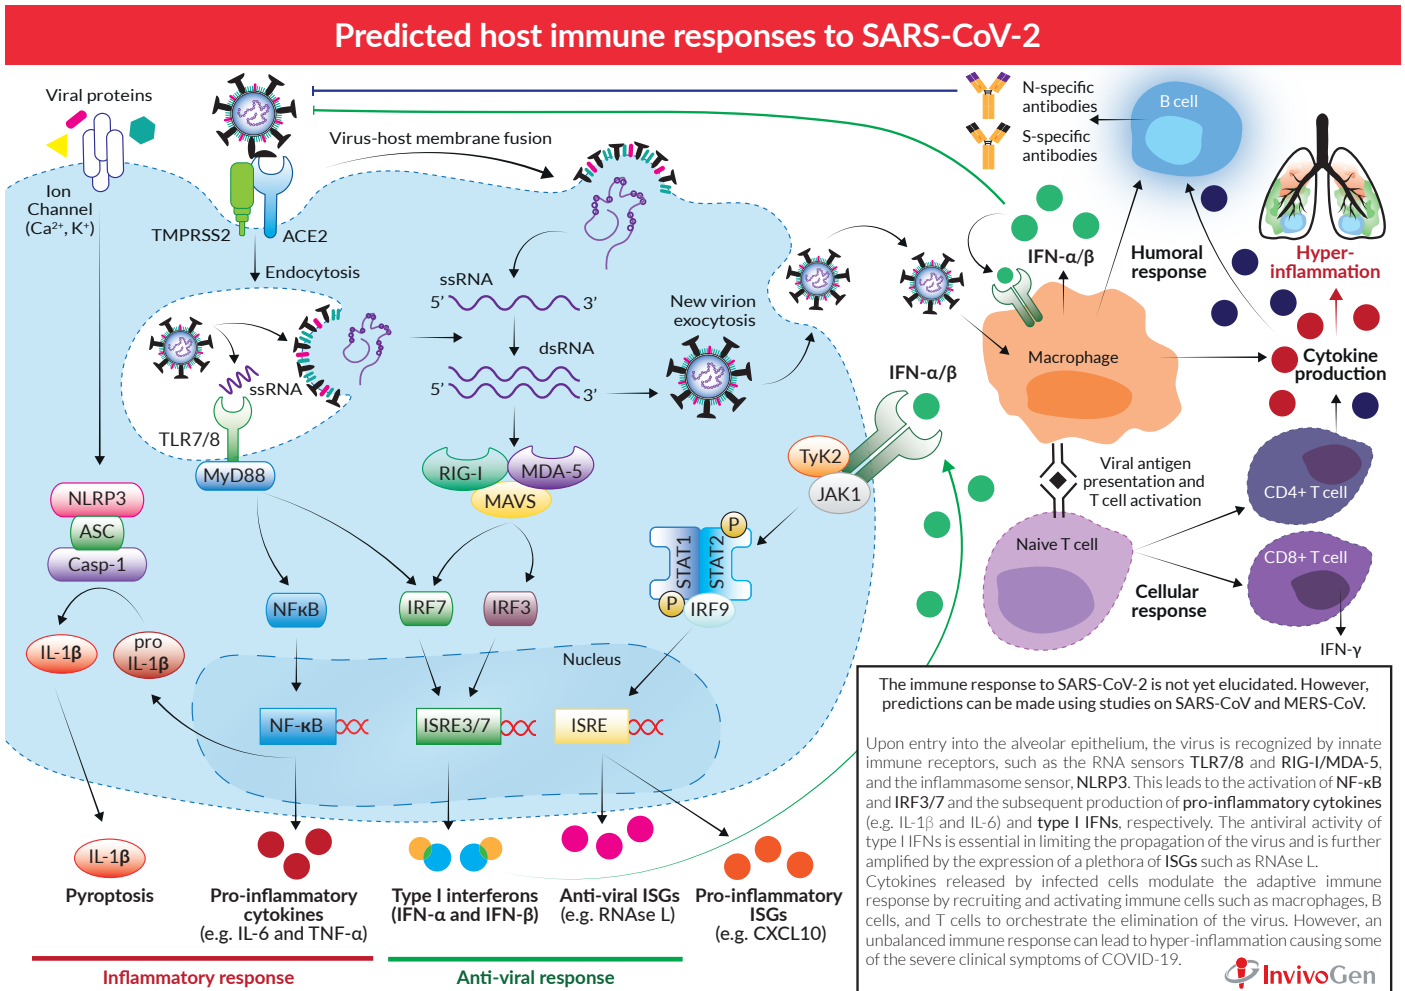 Predicted host immune responses to SARS-CoV-2
Viral proteins
Ion
Channel
(Ca²⁺, K⁺)
TMPRSS2
ACE2
Virus-host membrane fusion
Endocytosis
ssRNA
TLR7/8
MyD88
ssRNA
5’
3’
dsRNA
5’
3’
New virion
exocytosis
RIG-I
MDA-5
MAVS
NLRP3
ASC
Casp-1
IL-1β
pro
IL-1β
NFκB
IRF7
IRF3
TyK2
JAK1
IFN-α/β
STAT1
STAT2
P
P
IRF9
Nucleus
NF-κB
ISRE3/7
ISRE
IL-1β
Pyroptosis
Pro-inflammatory
cytokines
(e.g. IL-6 and TNF-α)
Type I interferons
(IFN-α and IFN-β)
Anti-viral ISGs
(e.g. RNAse L)
Pro-inflammatory
ISGs
(e.g. CXCL10)
Inflammatory response
Anti-viral response
N-specific
antibodies
S-specific
antibodies
B cell
IFN-α/β
Humoral
response
Hyper-
inflammation
Macrophage
Cytokine
production
Viral antigen
presentation and
T cell activation
Naive T cell
CD4+ T cell
CD8+ T cell
Cellular
response
IFN-γ
The immune response to SARS-CoV-2 is not yet elucidated. However,
predictions can be made using studies on SARS-CoV and MERS-CoV.
Upon entry into the alveolar epithelium, the virus is recognized by innate
immune receptors, such as the RNA sensors TLR7/8 and RIG-I/MDA-5,
and the inflammasome sensor, NLRP3. This leads to the activation of NF-κB
and IRF3/7 and the subsequent production of pro-inflammatory cytokines
(e.g. IL-1β and IL-6) and type I IFNs, respectively. The antiviral activity of
type I IFNs is essential in limiting the propagation of the virus and is further
amplified by the expression of a plethora of ISGs such as RNAse L.
Cytokines released by infected cells modulate the adaptive immune
response by recruiting and activating immune cells such as macrophages, B
cells, and T cells to orchestrate the elimination of the virus. However, an
unbalanced immune response can lead to hyper-inflammation causing some
of the severe clinical symptoms of COVID-19.
InvivoGen